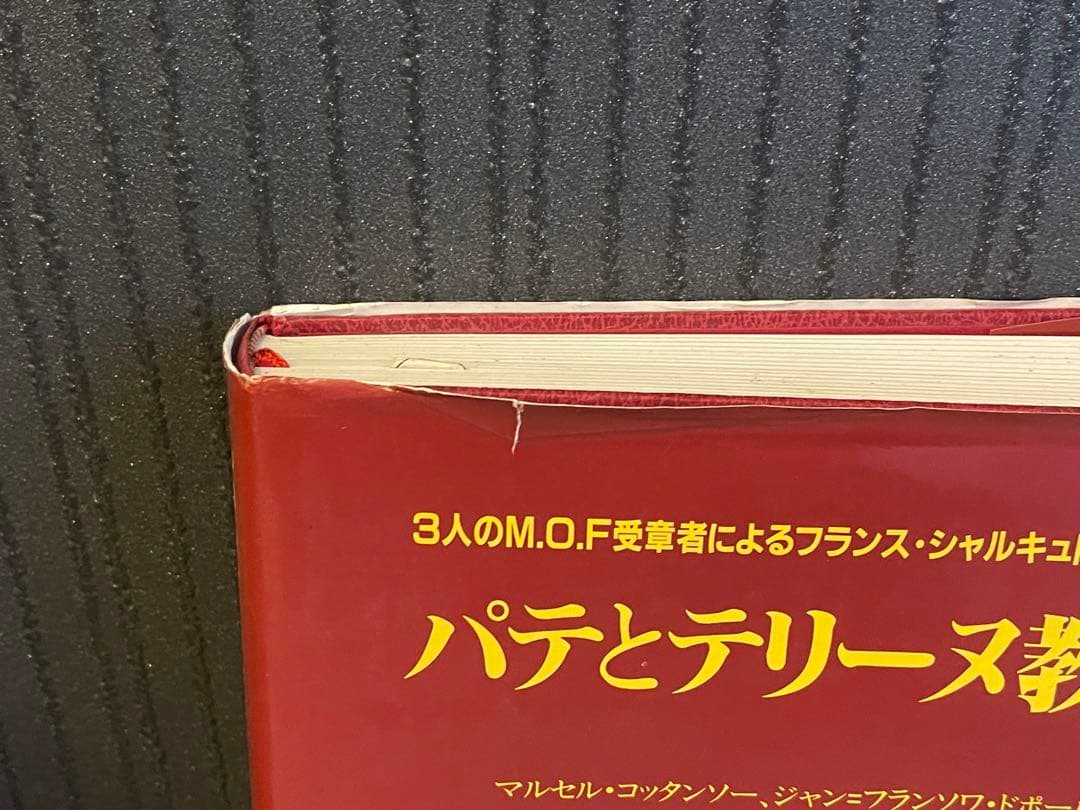 3人のM.O.F受章者によるフランス・シャルキュ
パテとテリーヌ教
マルセル・コッタンソー、ジャン=フランソワ・ドポー